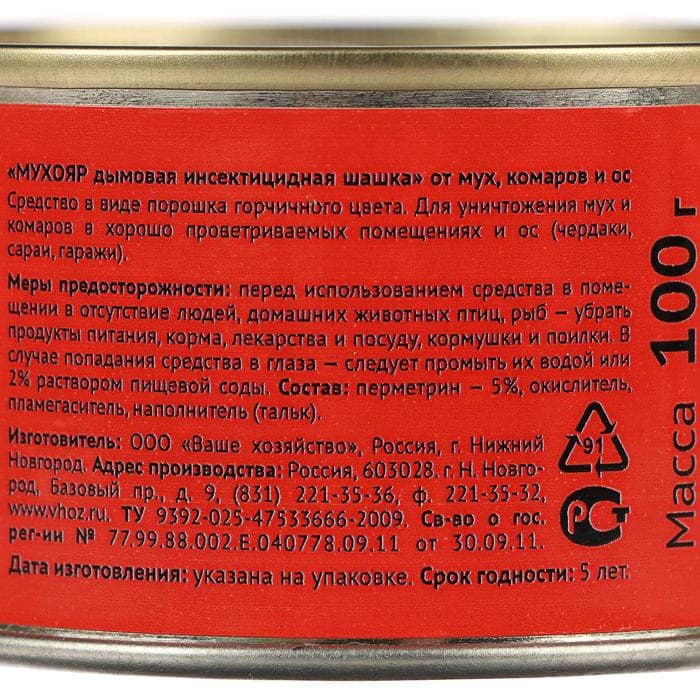 «МУХОЯР дымовая инсектицидная шашка» от мух, комаров и ос
Средство в виде порошка горчичного цвета. Для уничтожения мух и
комаров в хорошо проветриваемых помещениях и ос (чердаки,
сараи, гаражи).
Меры предосторожности: перед использованием средства в поме-
щении в отсутствие людей, домашних животных птиц, рыб – убрать
продукты питания, корма, лекарства и посуду, кормушки и поилки. В
случае попадания средства в глаза – следует промыть их водой или
2% раствором пищевой соды. Состав: перметрин – 5%, окислитель,
пламегаситель, наполнитель (тальк).
Изготовитель: ООО «Ваше хозяйство», Россия, г. Нижний
Новгород. Адрес производства: Россия, 603028. г. Н. Новго-
род, Базовый пр., д. 9, (831) 221-35-36, ф. 221-35-32,
www.vhoz.ru. ТУ 9392-025-47533666-2009. Св-во о гос.
рег-ии № 77.99.88.002.Е.040778.09.11 от 30.09.11.
Дата изготовления: указана на упаковке. Срок годности: 5 лет.
91
РСТ
Масса 100 г